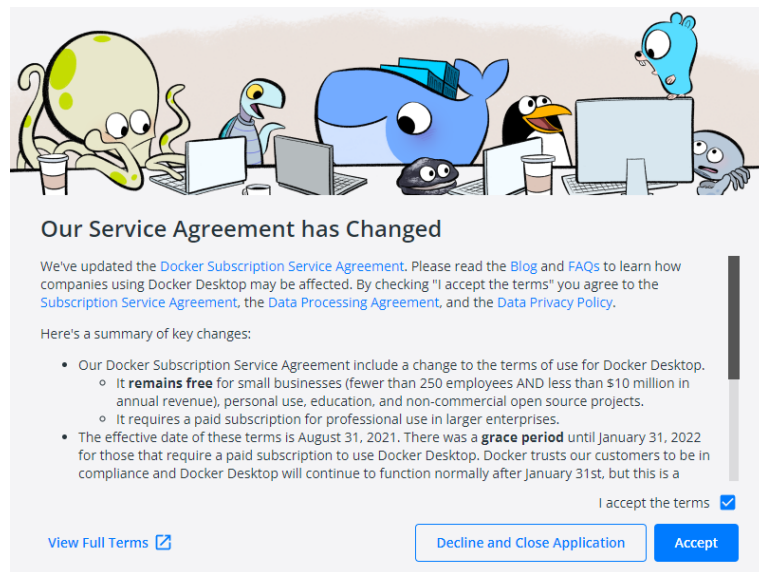 Our Service Agreement has Changed
We've updated the Docker Subscription Service Agreement. Please read the Blog and FAQs to learn how
companies using Docker Desktop may be affected. By checking "I accept the terms" you agree to the
Subscription Service Agreement, the Data Processing Agreement, and the Data Privacy Policy.
Here's a summary of key changes:
• Our Docker Subscription Service Agreement include a change to the terms of use for Docker Desktop.
◦ It remains free for small businesses (fewer than 250 employees AND less than $10 million in
annual revenue), personal use, education, and non-commercial open source projects.
◦ It requires a paid subscription for professional use in larger enterprises.
• The effective date of these terms is August 31, 2021. There was a grace period until January 31, 2022
for those that require a paid subscription to use Docker Desktop. Docker trusts our customers to be in
compliance and Docker Desktop will continue to function normally after January 31st, but this is a
I accept the terms
View Full Terms
Decline and Close Application
Accept